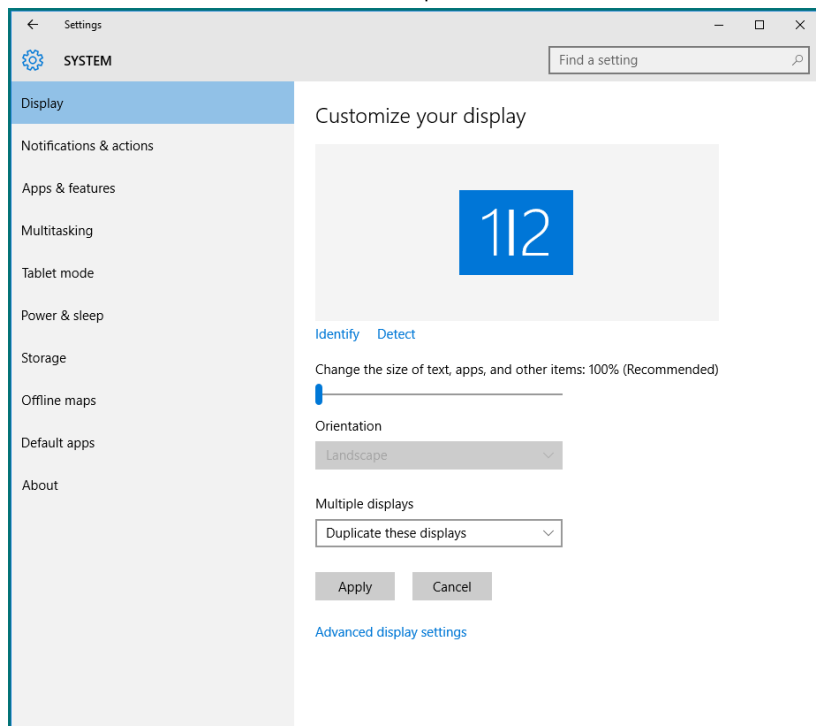 Settings
SYSTEM
Find a setting
Display
Notifications & actions
Apps & features
Multitasking
Tablet mode
Power & sleep
Storage
Offline maps
Default apps
About
Customize your display
1|2
Identify Detect
Change the size of text, apps, and other items: 100% (Recommended)
Orientation
Landscape
Multiple displays
Duplicate these displays
Apply Cancel
Advanced display settings